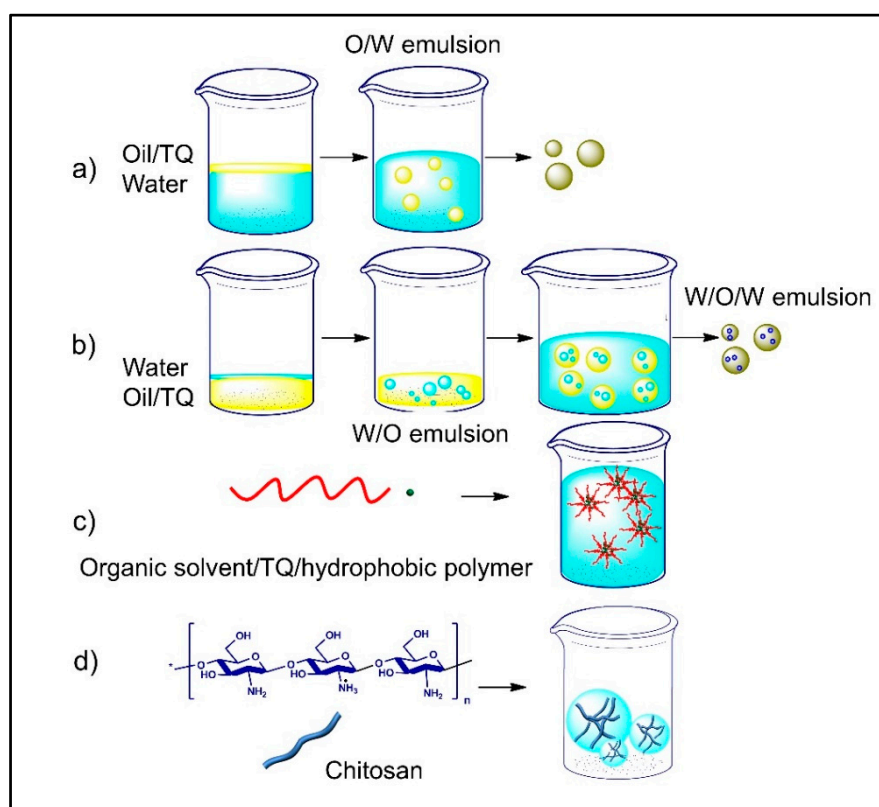 O/W emulsion
a)
Oil/TQ
Water
W/O/W emulsion
b)
Water
Oil/TQ
W/O emulsion
c)
Organic solvent/TQ/hydrophobic polymer
d)
OH
OH
OH
O
O
O
*
O
O
O
HO
HO
HO
NH₂
NH₃
NH₂
n
Chitosan